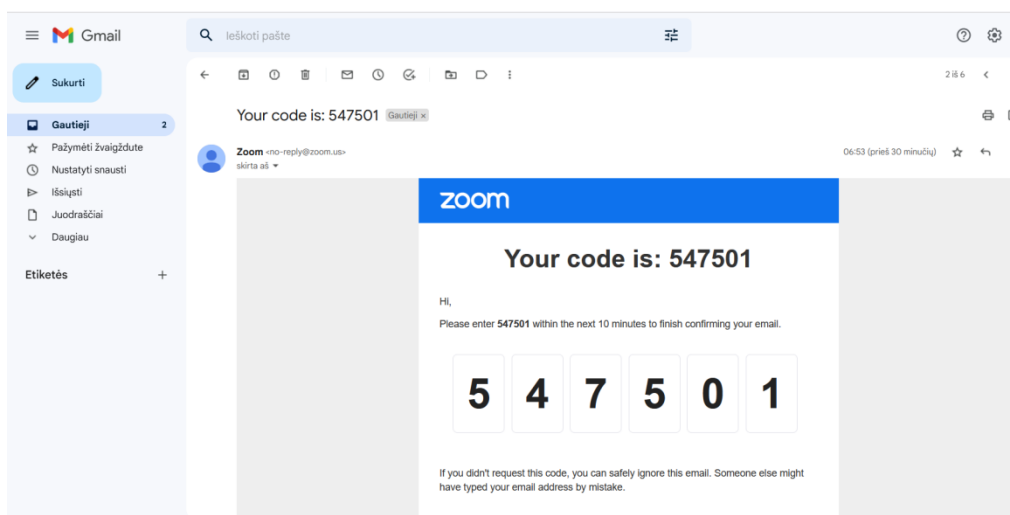 Gmail
Ieškoti pašte
Sukurti
2 iš 6
Your code is: 547501 Gautieji ×
Gautieji 2
Pažymėti žvaigždute
Nustatyti snausti
Išsiųsti
Juodraščiai
Daugiau
Etiketės +
Zoom <no-reply@zoom.us>
06:53 (prieš 30 minučių)
skirta aš
zoom
Your code is: 547501
Hi,
Please enter 547501 within the next 10 minutes to finish confirming your email.
5 4 7 5 0 1
If you didn't request this code, you can safely ignore this email. Someone else might
have typed your email address by mistake.